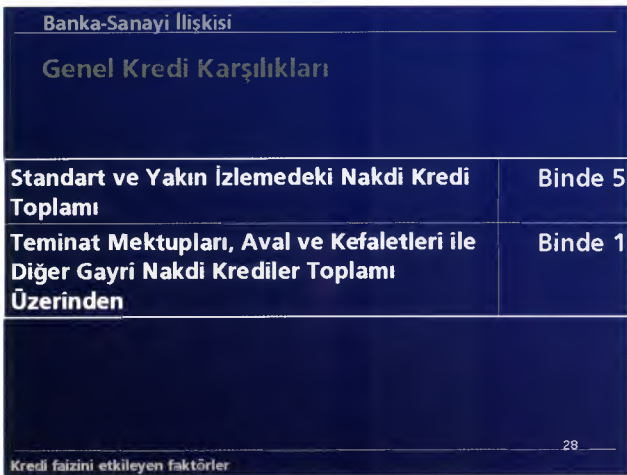 Banka-Sanayi İlişkisi
Genel Kredi Karşılıkları
Standart ve Yakın İzlemedeki Nakdi Kredi
Toplamı
Binde 5
Teminat Mektupları, Aval ve Kefaletleri ile
Diğer Gayri Nakdi Krediler Toplamı
Üzerinden
Binde 1
28
Kredi faizini etkileyen faktörler